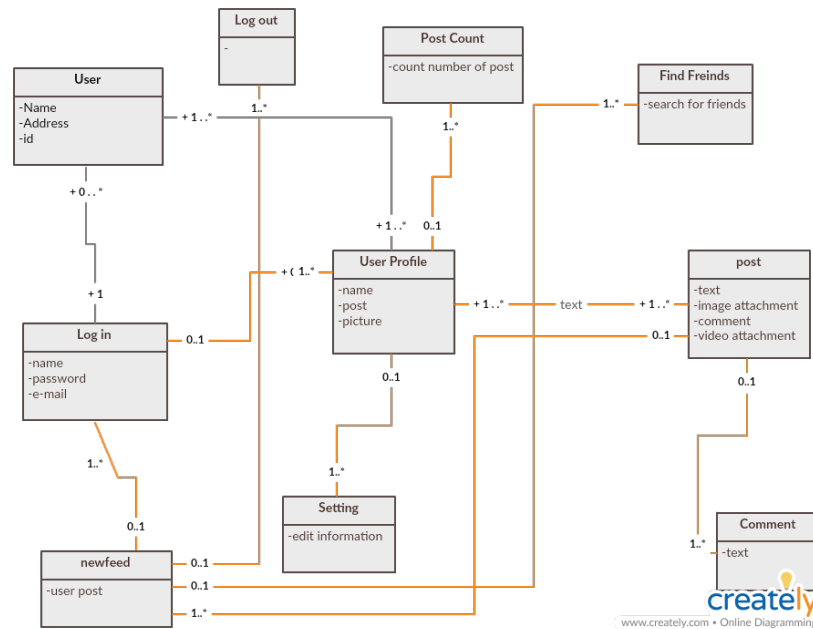 Log out
-
1..*
User
-Name
-Address
-id
+ 1 . . *
+ 0 . . *
+ 1
Post Count
-count number of post
1..*
0..1
Find Freinds
-search for friends
1..*
+ 1 . . *
User Profile
-name
-post
-picture
1..*
0..1
+ 1 . . *
text
+ 1 . . *
post
-text
-image attachment
-comment
-video attachment
0..1
0..1
Log in
-name
-password
-e-mail
1..*
0..1
0..1
1..*
Setting
-edit information
newfeed
-user post
0..1
0..1
1..*
1..*
Comment
-text
creately
www.creately.com • Online Diagramming